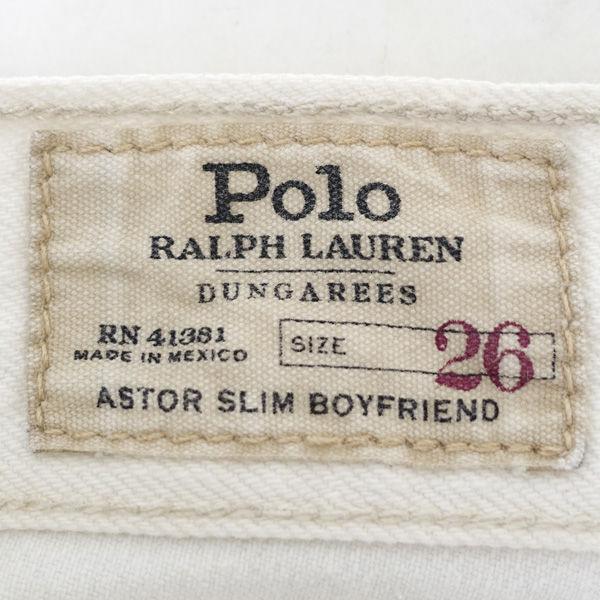 Polo
RALPH LAUREN
DUNGAREES
RN 41381
MADE IN MEXICO
SIZE 26
ASTOR SLIM BOYFRIEND